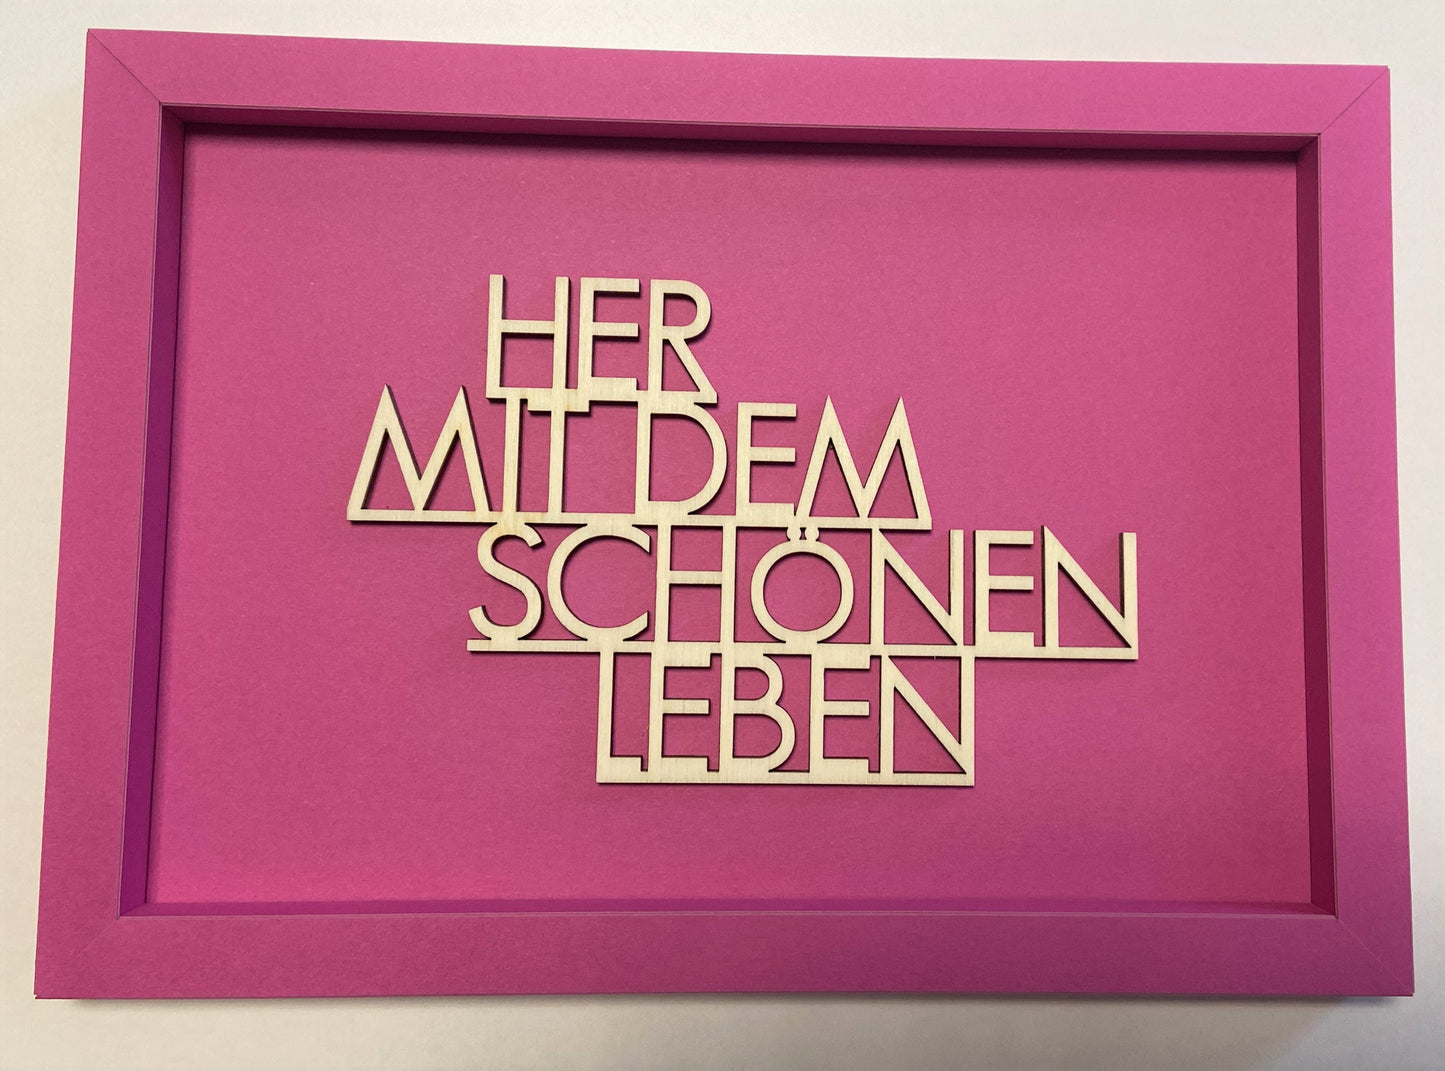 HER
MIT DEM
SCHÖNEN
LEBEN